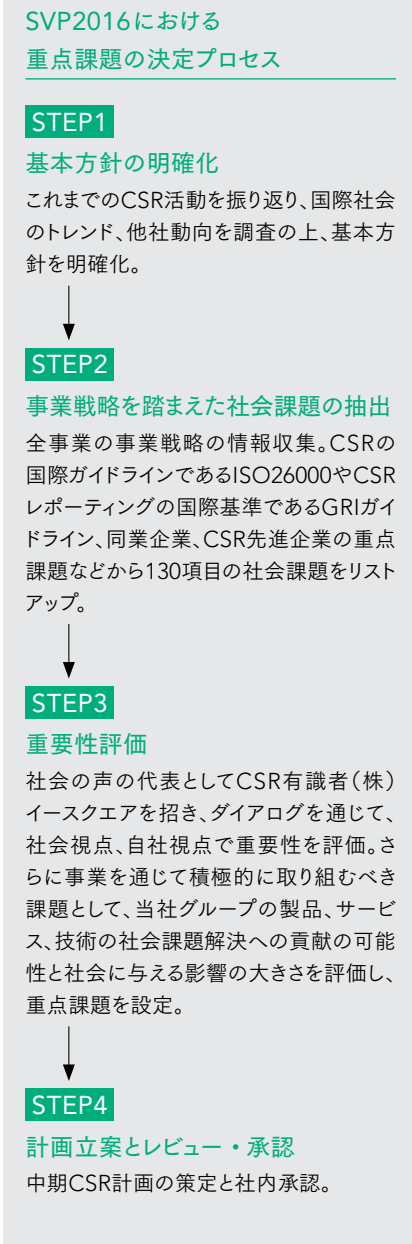 SVP2016における
重点課題の決定プロセス
STEP1
基本方針の明確化
これまでのCSR活動を振り返り、国際社会
のトレンド、他社動向を調査の上、基本方
針を明確化。
STEP2
事業戦略を踏まえた社会課題の抽出
全事業の事業戦略の情報収集。CSRの
国際ガイドラインであるISO26000やCSR
レポーティングの国際基準であるGRIガイ
ドライン、同業企業、CSR先進企業の重点
課題などから130項目の社会課題をリスト
アップ。
STEP3
重要性評価
社会の声の代表としてCSR有識者（株）
イースクエアを招き、ダイアログを通じて、
社会視点、自社視点で重要性を評価。さ
らに事業を通じて積極的に取り組むべき
課題として、当社グループの製品、サービ
ス、技術の社会課題解決への貢献の可能
性と社会に与える影響の大きさを評価し、
重点課題を設定。
STEP4
計画立案とレビュー・承認
中期CSR計画の策定と社内承認。